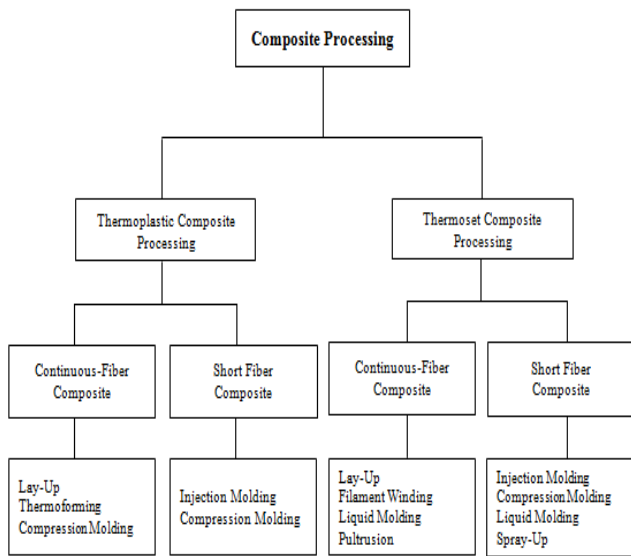 Composite Processing
Thermoplastic Composite
Processing
Thermoset Composite
Processing
Continuous-Fiber
Composite
Short Fiber
Composite
Continuous-Fiber
Composite
Short Fiber
Composite
Lay-Up
Thermoforming
Compression Molding
Injection Molding
Compression Molding
Lay-Up
Filament Winding
Liquid Molding
Pultrusion
Injection Molding
Compression Molding
Liquid Molding
Spray-Up